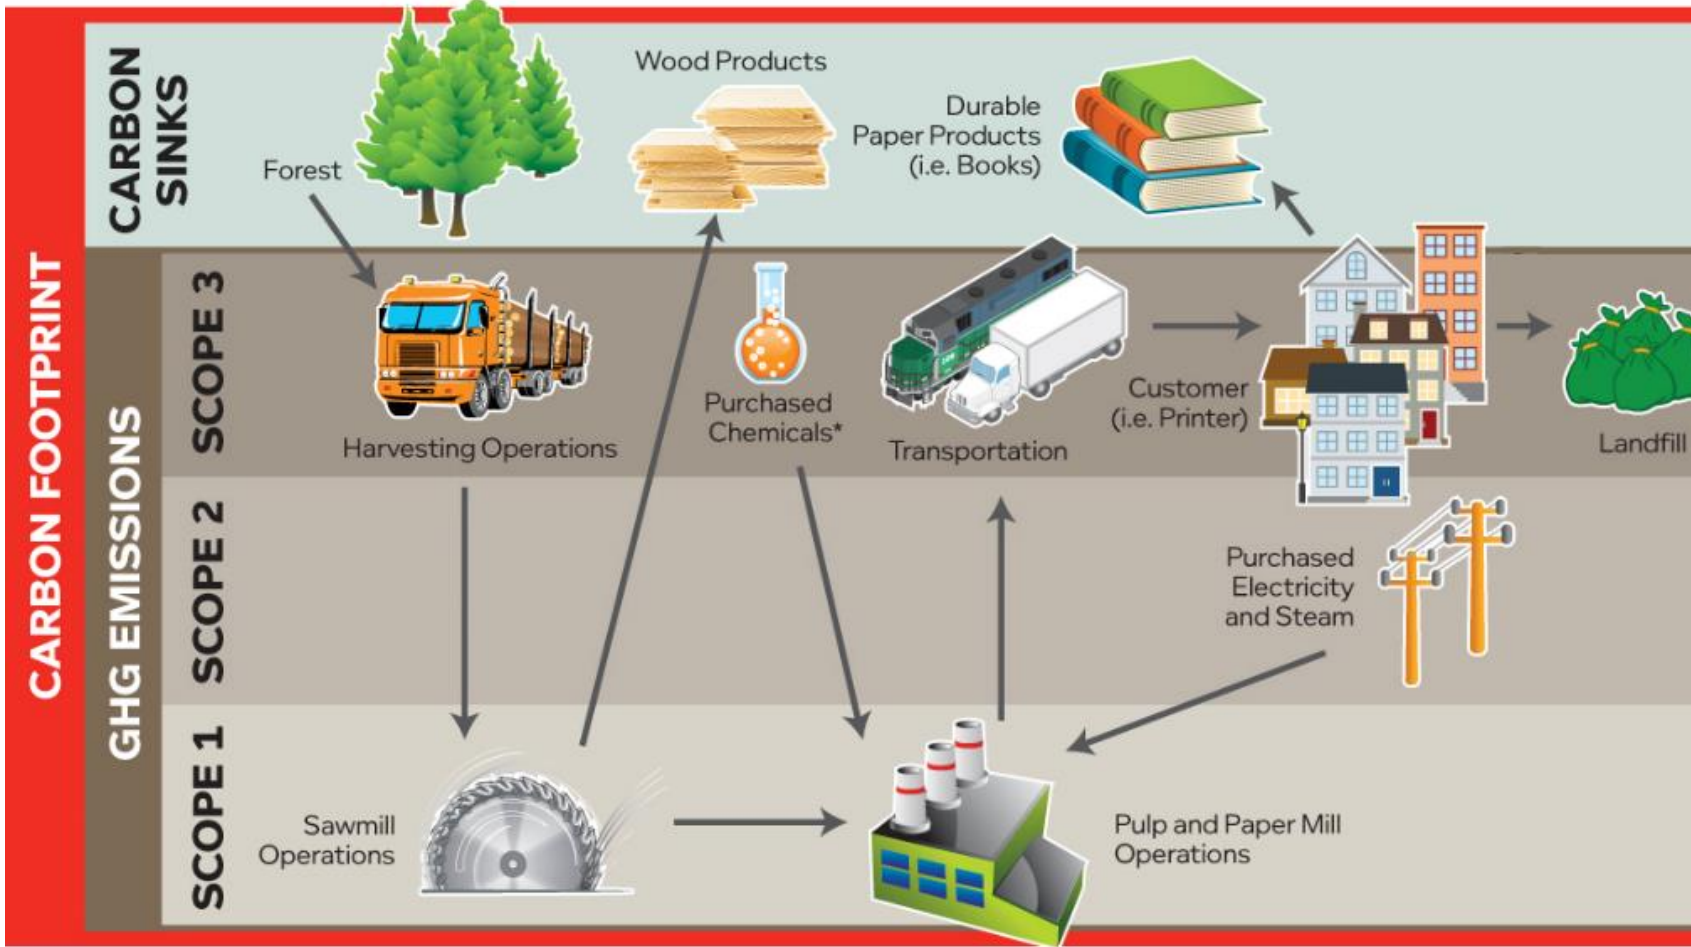 CARBON FOOTPRINT
CARBON
SINKS
Forest
Wood Products
Durable
Paper Products
(i.e. Books)
GHG EMISSIONS
SCOPE 3
Harvesting Operations
Purchased
Chemicals*
Transportation
Customer
(i.e. Printer)
Landfill
SCOPE 2
Purchased
Electricity
and Steam
SCOPE 1
Sawmill
Operations
Pulp and Paper Mill
Operations